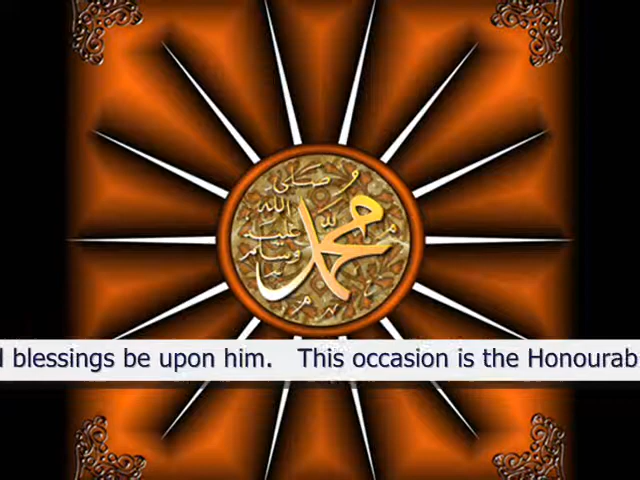 صلى
الله
عليه
وسلم
محمد
l blessings be upon him. This occasion is the Honourab